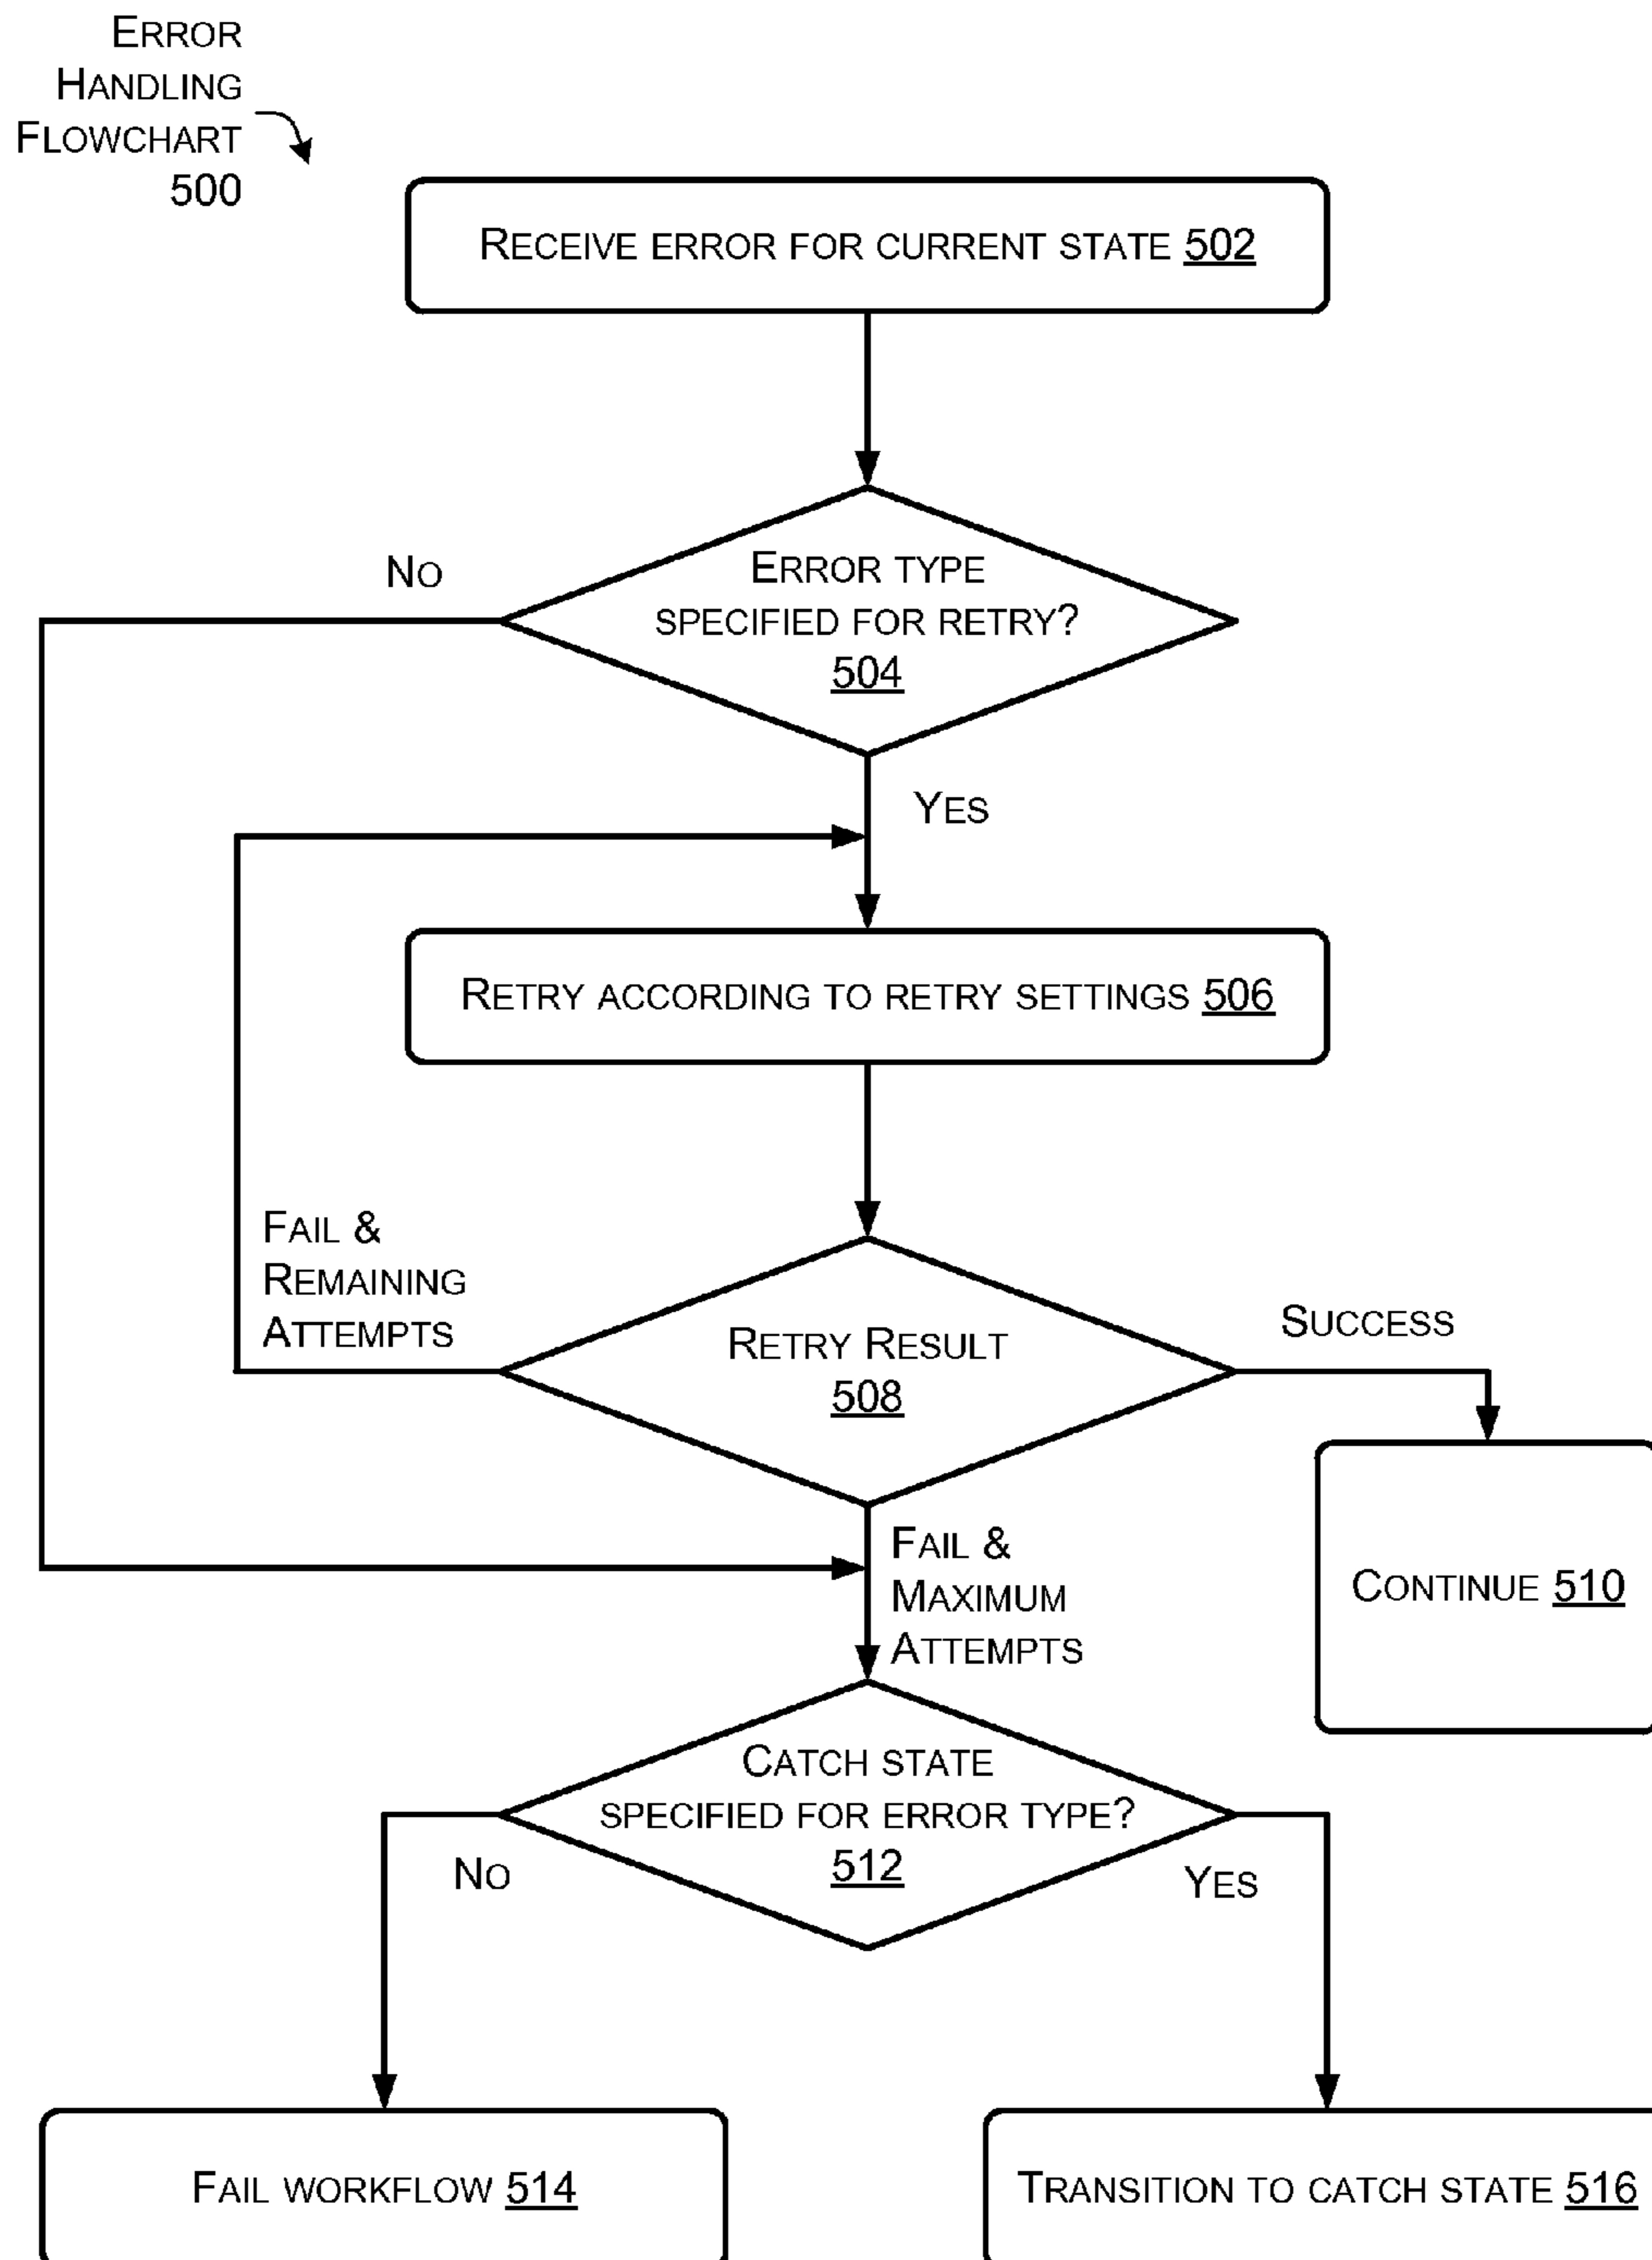 ERROR
HANDLING
FLOWCHART
500
RECEIVE ERROR FOR CURRENT STATE 502
NO
ERROR TYPE
SPECIFIED FOR RETRY?
504
YES
RETRY ACCORDING TO RETRY SETTINGS 506
FAIL &
REMAINING
ATTEMPTS
RETRY RESULT
508
SUCCESS
FAIL &
MAXIMUM
ATTEMPTS
CONTINUE 510
CATCH STATE
SPECIFIED FOR ERROR TYPE?
512
NO
YES
FAIL WORKFLOW 514
TRANSITION TO CATCH STATE 516